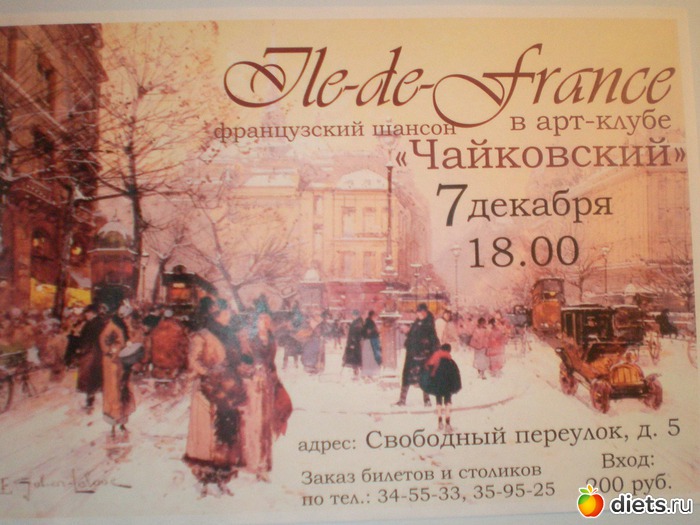 Ile-de-France
французский шансон в арт-клубе
«Чайковский»
7 декабря
18.00
адрес: Свободный переулок, д. 5
Заказ билетов и столиков
по тел.: 34-55-33, 35-95-25
Вход:
200 руб.
diets.ru